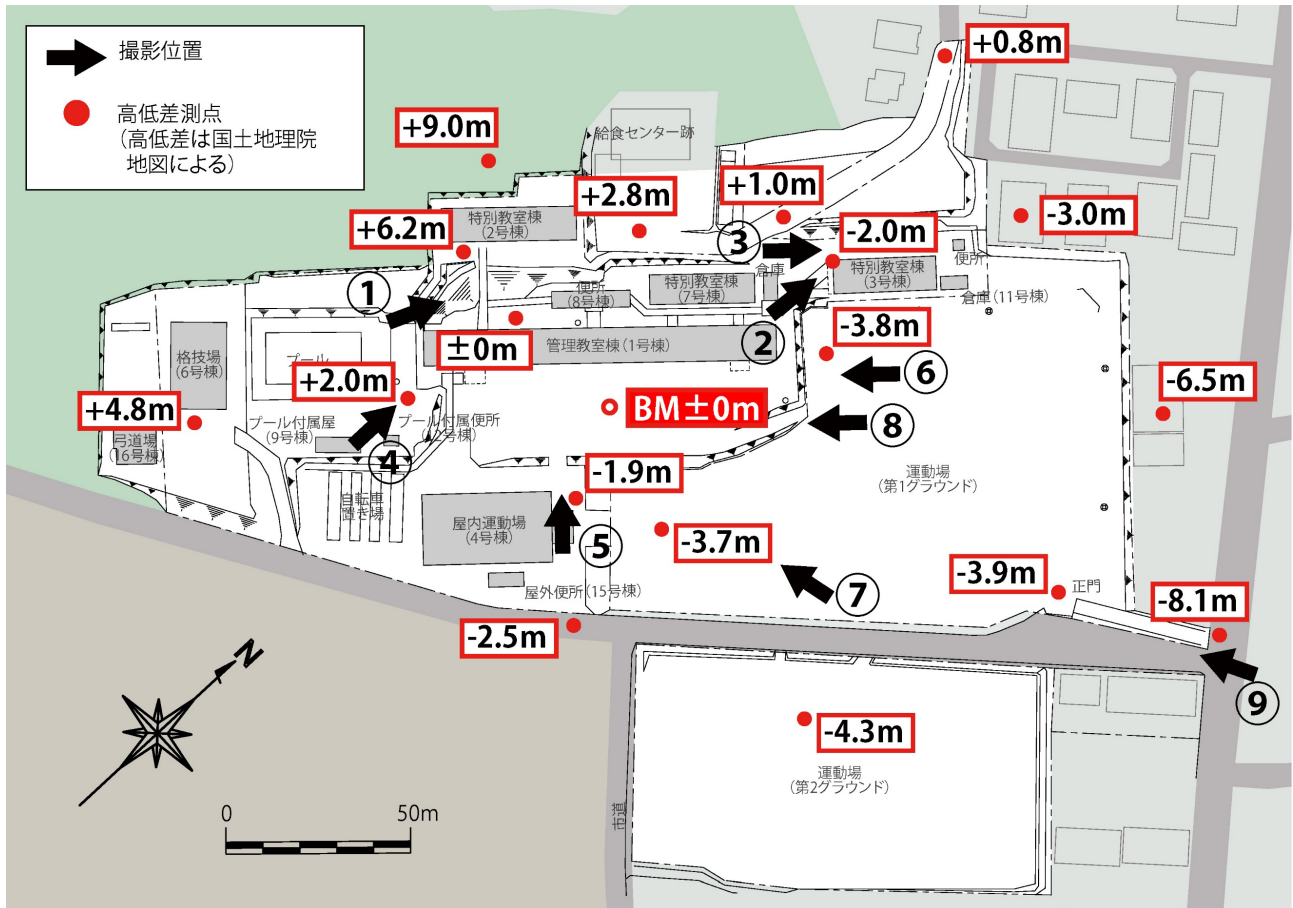 撮影位置
高低差測点
(高低差は国土地理院
地図による)
+0.8m
+9.0m
給食センター跡
+2.8m
+1.0m
特別教室棟
(2号棟)
+6.2m
③
-2.0m
-3.0m
倉庫
便所
特別教室棟
(3号棟)
倉庫(11号棟)
①
便所
(8号棟)
特別教室棟
(7号棟)
②
-3.8m
±0m
管理教室棟(1号棟)
格技場
(6号棟)
プール
⑥
+2.0m
-6.5m
+4.8m
BM±0m
⑧
プール付属屋
(9号棟)
プール付属便所
(12号棟)
弓道場
(16号棟)
④
-1.9m
運動場
(第1グラウンド)
自転車
置き場
屋内運動場
(4号棟)
⑤
-3.7m
屋外便所(15号棟)
⑦
-3.9m
正門
-8.1m
-2.5m
⑨
N
-4.3m
運動場
(第2グラウンド)
市道
0
50m